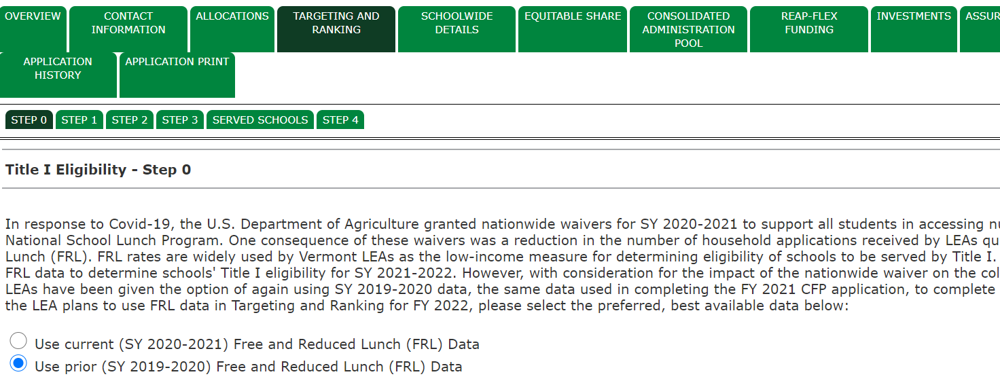 OVERVIEW
CONTACT INFORMATION
ALLOCATIONS
TARGETING AND RANKING
SCHOOLWIDE DETAILS
EQUITABLE SHARE
CONSOLIDATED ADMINISTRATION POOL
REAP-FLEX FUNDING
INVESTMENTS
ASSUR
APPLICATION HISTORY
APPLICATION PRINT
STEP 0
STEP 1
STEP 2
STEP 3
SERVED SCHOOLS
STEP 4
Title I Eligibility - Step 0
In response to Covid-19, the U.S. Department of Agriculture granted nationwide waivers for SY 2020-2021 to support all students in accessing
National School Lunch Program. One consequence of these waivers was a reduction in the number of household applications received by LEAs qu
Lunch (FRL). FRL rates are widely used by Vermont LEAs as the low-income measure for determining eligibility of schools to be served by Title I.
FRL data to determine schools' Title I eligibility for SY 2021-2022. However, with consideration for the impact of the nationwide waiver on the col
LEAs have been given the option of again using SY 2019-2020 data, the same data used in completing the FY 2021 CFP application, to complete
the LEA plans to use FRL data in Targeting and Ranking for FY 2022, please select the preferred, best available data below:
Use current (SY 2020-2021) Free and Reduced Lunch (FRL) Data
Use prior (SY 2019-2020) Free and Reduced Lunch (FRL) Data